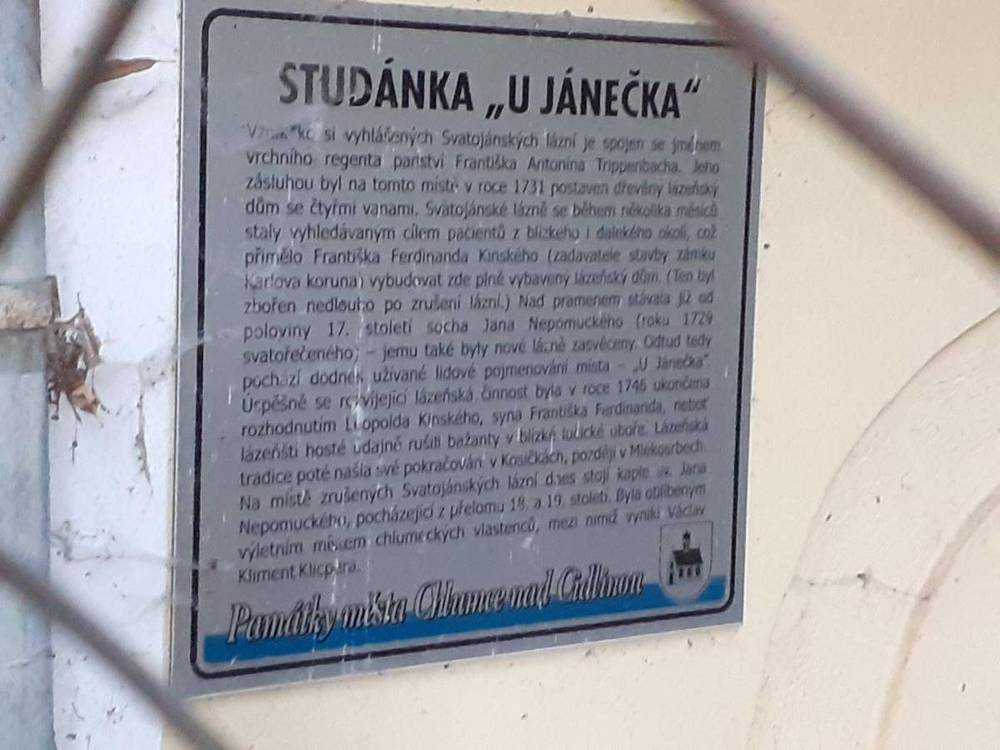 STUDÁNKA „U JÁNEČKA“
si vyhlášených Svatojánských lázní je spojen se jménem
vrchního regenta panství Františka Antonína Trippenbacha. Jeho
zásluhou byl na tomto místě v roce 1731 postaven dřevěný lázeňský
dům se čtyřmi vanami. Svatojánské lázně se během několika měsíců
staly vyhledávaným cílem pacientů z blízkého i dalekého okolí, což
přimělo Františka Ferdinanda Kinského (zadavatele stavby zámku
Karlova koruna) vybudovat zde plně vybavený lázeňský dům. (Ten byl
zbořen nedlouho po zrušení lázní.) Nad pramenem stávala již od
poloviny 17. století socha Jana Nepomuckého (roku 1729
svatořečeného) – jemu také byly nové lázně zasvěceny. Odtud tedy
pochází dodnes užívané lidové pojmenování místa – „U Jánečka“.
Úspěšně se rozvíjející lázeňská činnost byla v roce 1746 ukončena
rozhodnutím Leopolda Kinského, syna Františka Ferdinanda, neboť
lázeňští hosté údajně rušili bažanty v blízké lučické oboře. Lázeňská
tradice poté našla své pokračování v Kosičkách, později v Mlékosrbech.
Na místě zrušených Svatojánských lázní dnes stojí kaple sv. Jana
Nepomuckého, pocházející z přelomu 18. a 19. století. Byla oblíbeným
výletním místem chlumeckých vlastenců, mezi nimiž vynikl Václav
Kliment Klicpera.
Památky města Chlumce nad Cidlinou